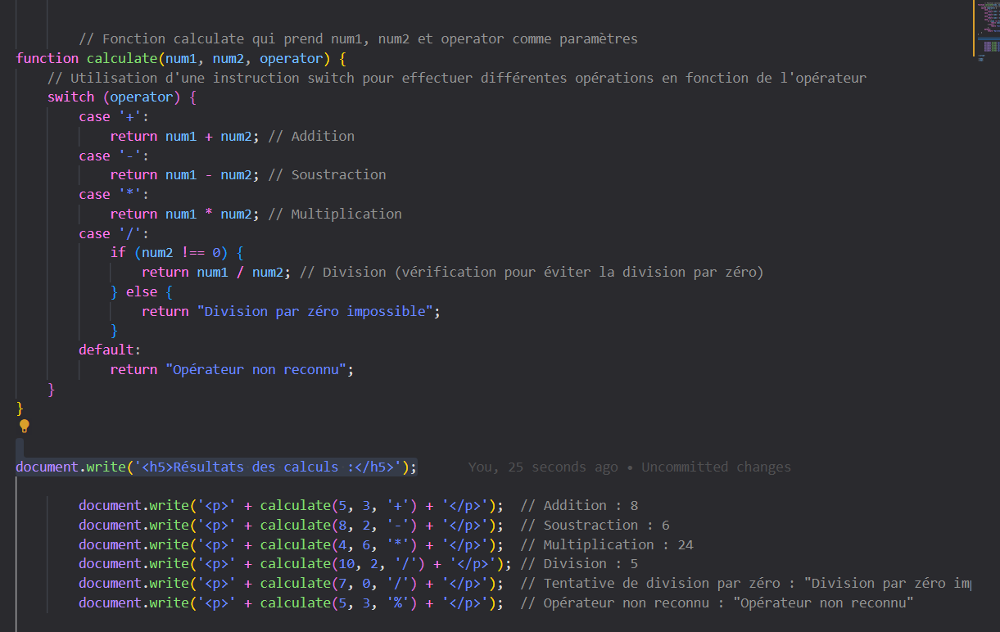 // Fonction calculate qui prend num1, num2 et operator comme paramètres
function calculate(num1, num2, operator) {
// Utilisation d'une instruction switch pour effectuer différentes opérations en fonction de l'opérateur
switch (operator) {
case '+':
return num1 + num2; // Addition
case '-':
return num1 - num2; // Soustraction
case '*':
return num1 * num2; // Multiplication
case '/':
if (num2 !== 0) {
return num1 / num2; // Division (vérification pour éviter la division par zéro)
} else {
return "Division par zéro impossible";
}
default:
return "Opérateur non reconnu";
}
}
document.write('<h5>Résultats des calculs :</h5>'); You, 25 seconds ago • Uncommitted changes
document.write('<p>' + calculate(5, 3, '+') + '</p>'); // Addition : 8
document.write('<p>' + calculate(8, 2, '-') + '</p>'); // Soustraction : 6
document.write('<p>' + calculate(4, 6, '*') + '</p>'); // Multiplication : 24
document.write('<p>' + calculate(10, 2, '/') + '</p>'); // Division : 5
document.write('<p>' + calculate(7, 0, '/') + '</p>'); // Tentative de division par zéro : "Division par zéro
document.write('<p>' + calculate(5, 3, '%') + '</p>'); // Opérateur non reconnu : "Opérateur non reconnu"